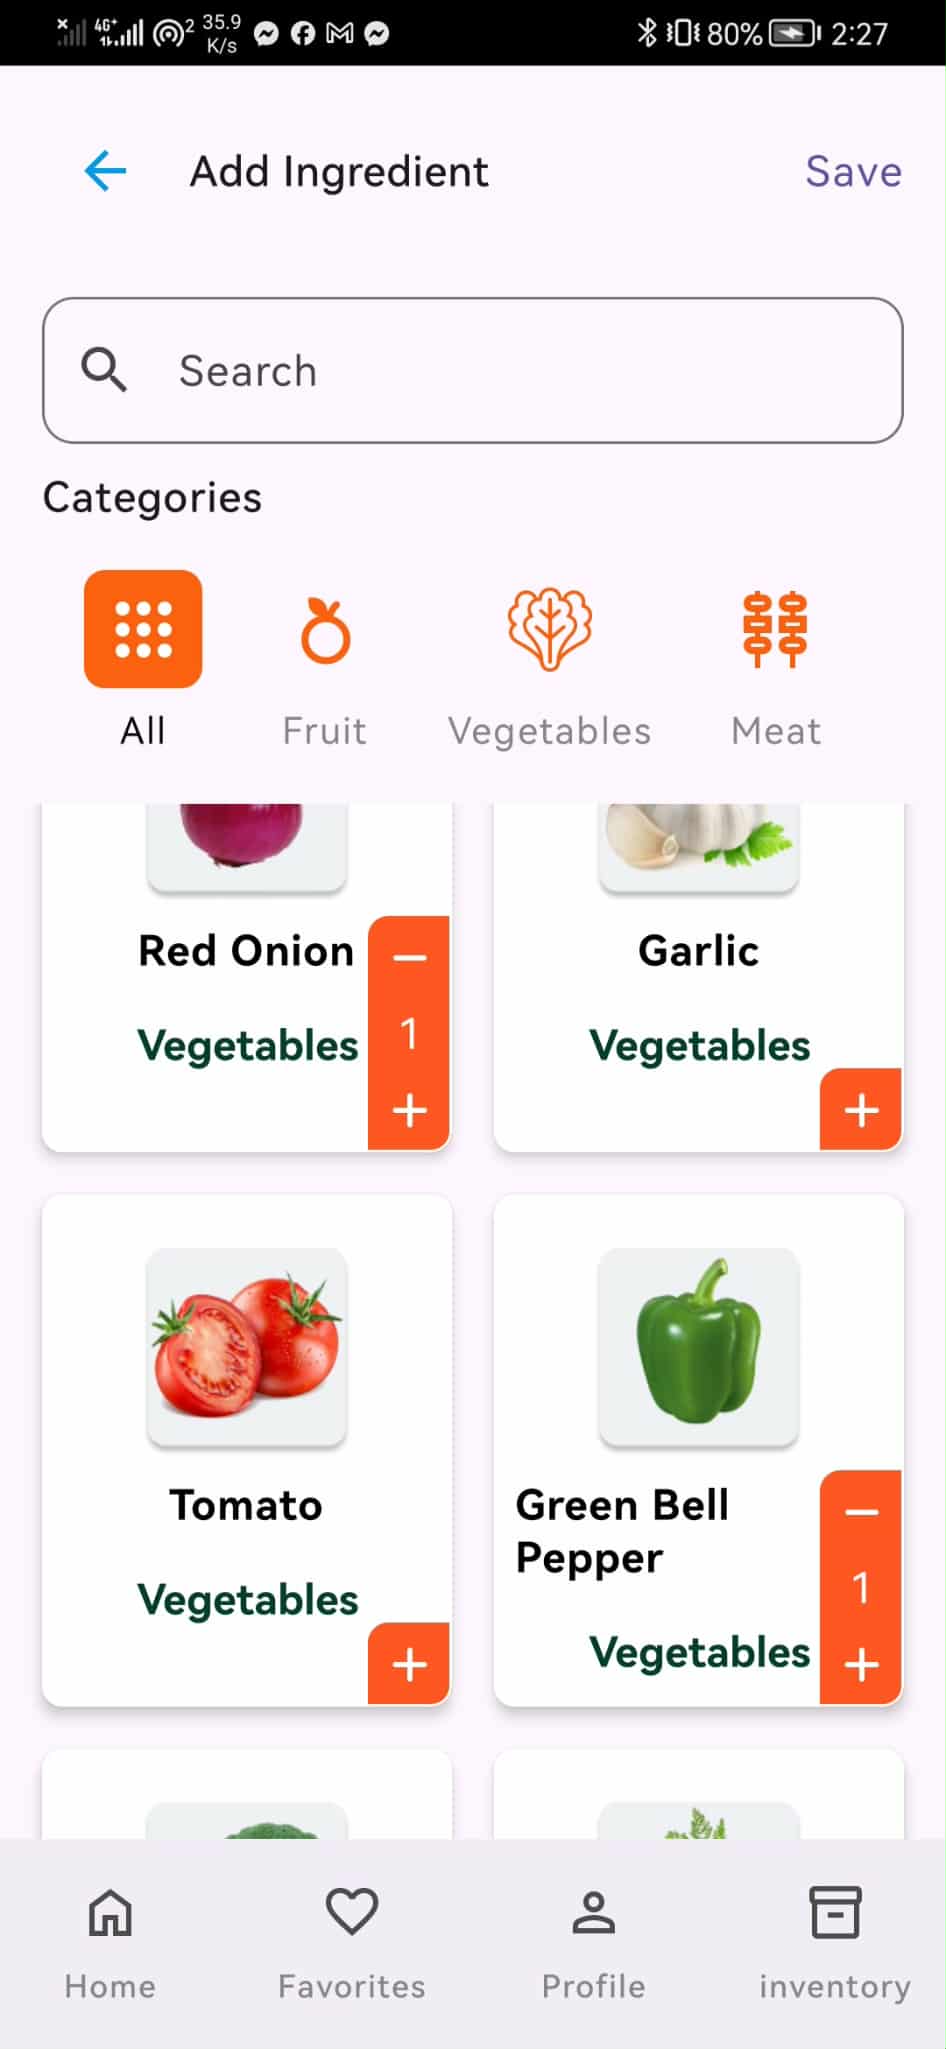 4G+ 2 35.9 K/s 80% 2:27
Add Ingredient Save
Search
Categories
All Fruit Vegetables Meat
Red Onion Garlic
1
Vegetables Vegetables
+ +
Tomato Green Bell
Pepper
1
Vegetables Vegetables
+ +
Home Favorites Profile inventory